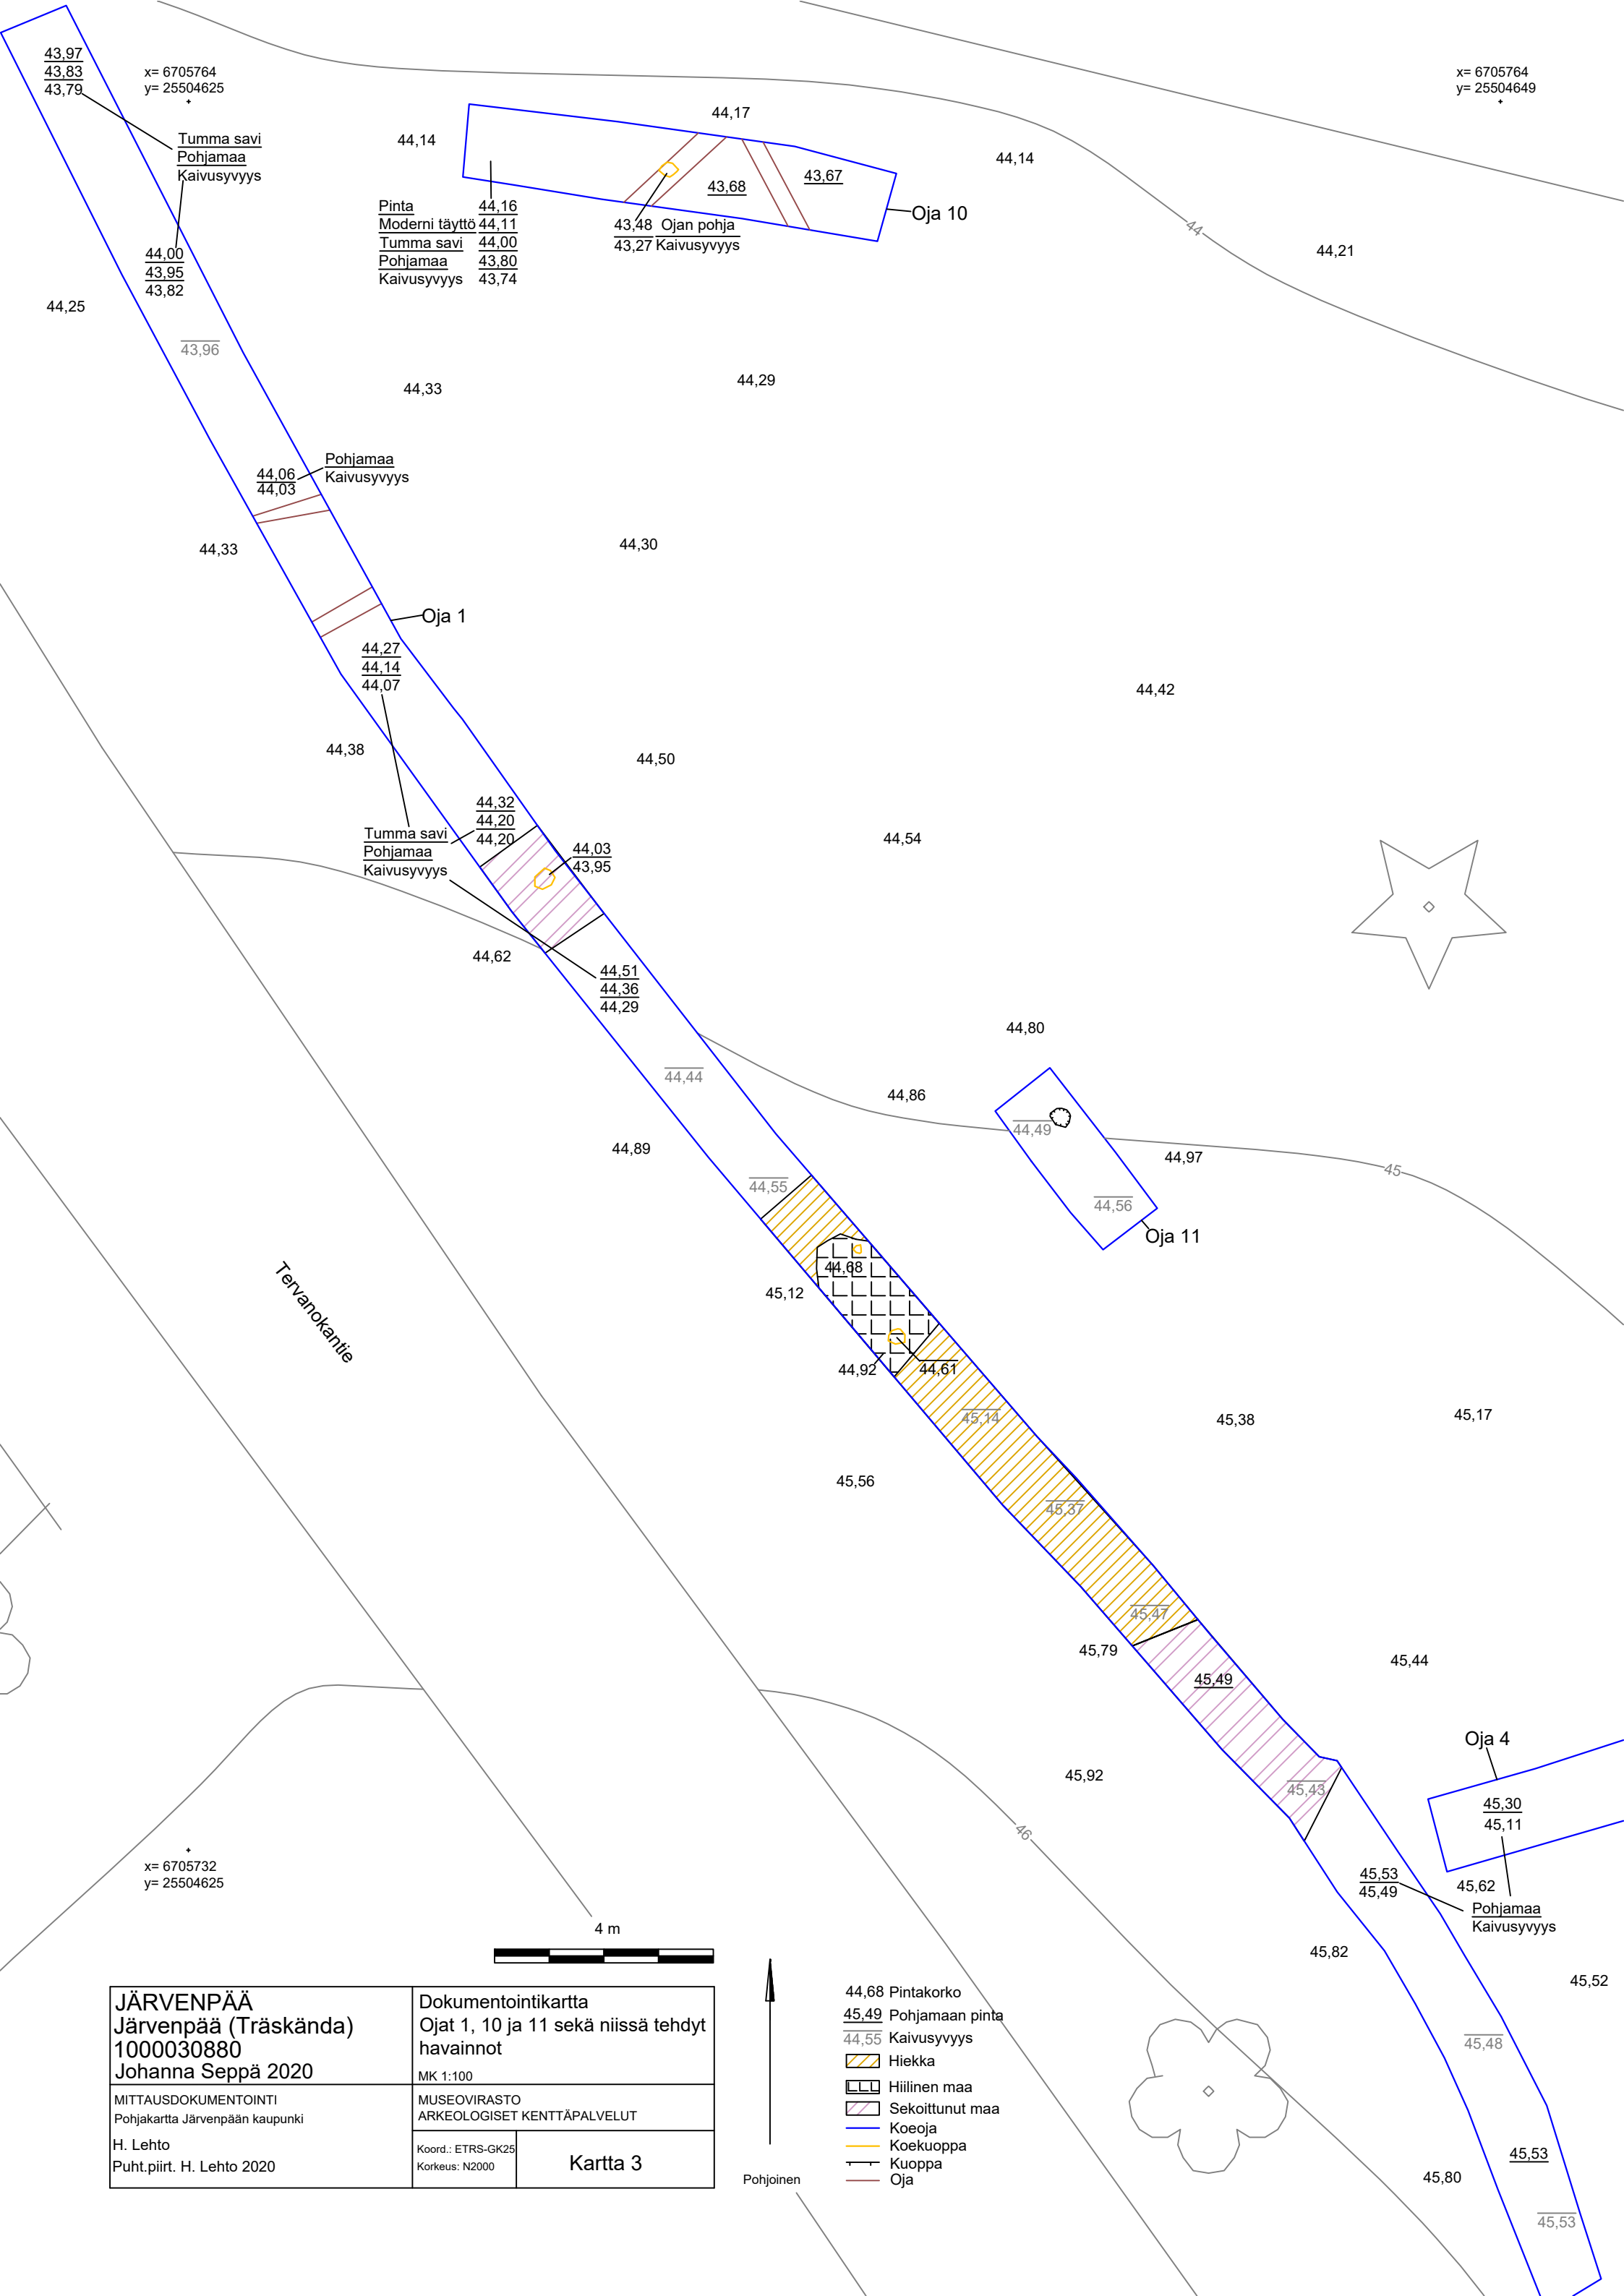 43,97
43,83
43,79
x= 6705764
y= 25504625
x= 6705764
y= 25504649
Tumma savi
Pohjamaa
Kaivusyvyys
44,14
44,17
44,14
43,68
43,67
Oja 10
Pinta 44,16
Moderni täyttö 44,11
Tumma savi 44,00
Pohjamaa 43,80
Kaivusyvyys 43,74
43,48 Ojan pohja
43,27 Kaivusyvyys
44
44,21
44,00
43,95
43,82
44,25
43,96
44,33
44,29
44,06
44,03
Pohjamaa
Kaivusyvyys
44,33
44,30
Oja 1
44,27
44,14
44,07
44,42
44,38
44,50
44,32
44,20
44,20
44,54
Tumma savi
Pohjamaa
Kaivusyvyys
44,03
43,95
44,62
44,51
44,36
44,29
44,80
44,44
44,86
44,49
44,89
44,97
45
44,55
44,56
Oja 11
Tervanokantie
44,68
45,12
44,92
44,61
45,14
45,38
45,17
45,56
45,37
45,47
45,79
45,44
45,49
Oja 4
45,92
45,43
45,30
45,11
46
x= 6705732
y= 25504625
45,53
45,49
45,62
Pohjamaa
Kaivusyvyys
45,82
45,52
45,48
45,53
45,80
45,53
4 m
JÄRVENPÄÄ
Järvenpää (Träskända)
1000030880
Johanna Seppä 2020
Dokumentointikartta
Ojat 1, 10 ja 11 sekä niissä tehdyt
havainnot
MK 1:100
MITTAUSDOKUMENTOINTI
Pohjakartta Järvenpään kaupunki
H. Lehto
Puht.piirt. H. Lehto 2020
MUSEOVIRASTO
ARKEOLOGISET KENTTÄPALVELUT
Koord.: ETRS-GK25
Korkeus: N2000
Kartta 3
Pohjoinen
44,68 Pintakorko
45,49 Pohjamaan pinta
44,55 Kaivusyvyys
Hiekka
Hiilinen maa
Sekoittunut maa
Koeoja
Koekuoppa
Kuoppa
Oja